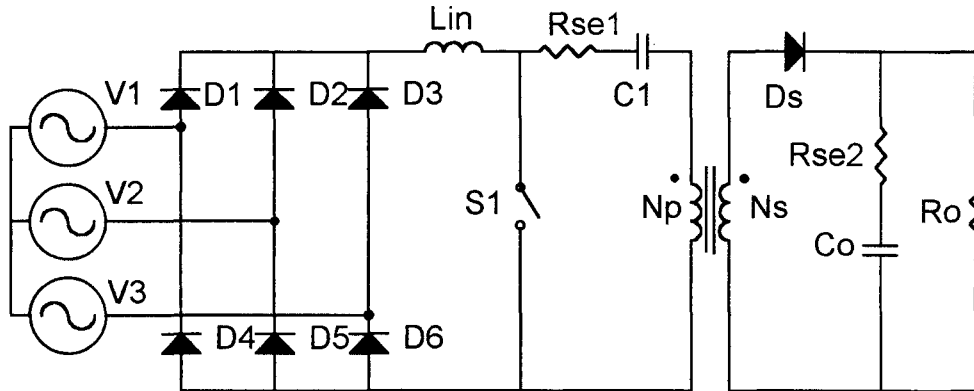 Lin
Rse1
C1
Ds
V1
D1
D2
D3
V2
S1
Np
Ns
Rse2
Co
Ro
V3
D4
D5
D6